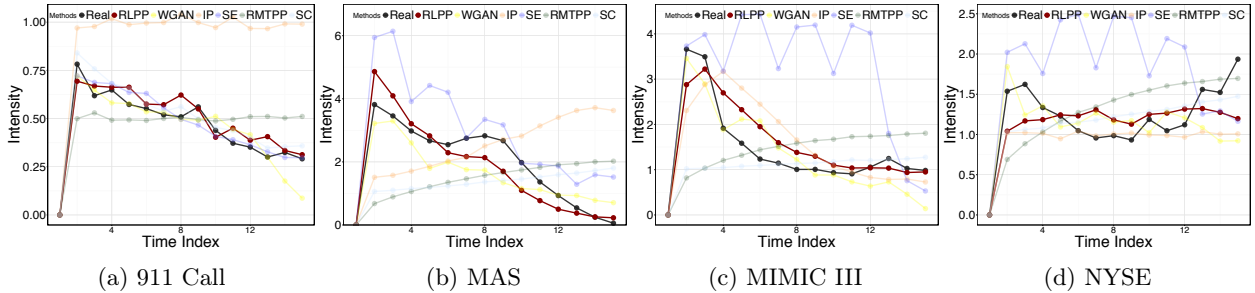 Methods Real RLPP WGAN IP SE RMTPP SC
1.00
0.75
0.50
0.25
0.00
Intensity
4 8 12
Time Index
(a) 911 Call
Methods Real RLPP WGAN IP SE RMTPP SC
6
4
2
0
Intensity
4 8 12
Time Index
(b) MAS
Methods Real RLPP WGAN IP SE RMTPP SC
4
3
2
1
0
Intensity
4 8 12
Time Index
(c) MIMIC III
Methods Real RLPP WGAN IP SE RMTPP SC
2.5
2.0
1.5
1.0
0.5
0.0
Intensity
4 8 12
Time Index
(d) NYSE